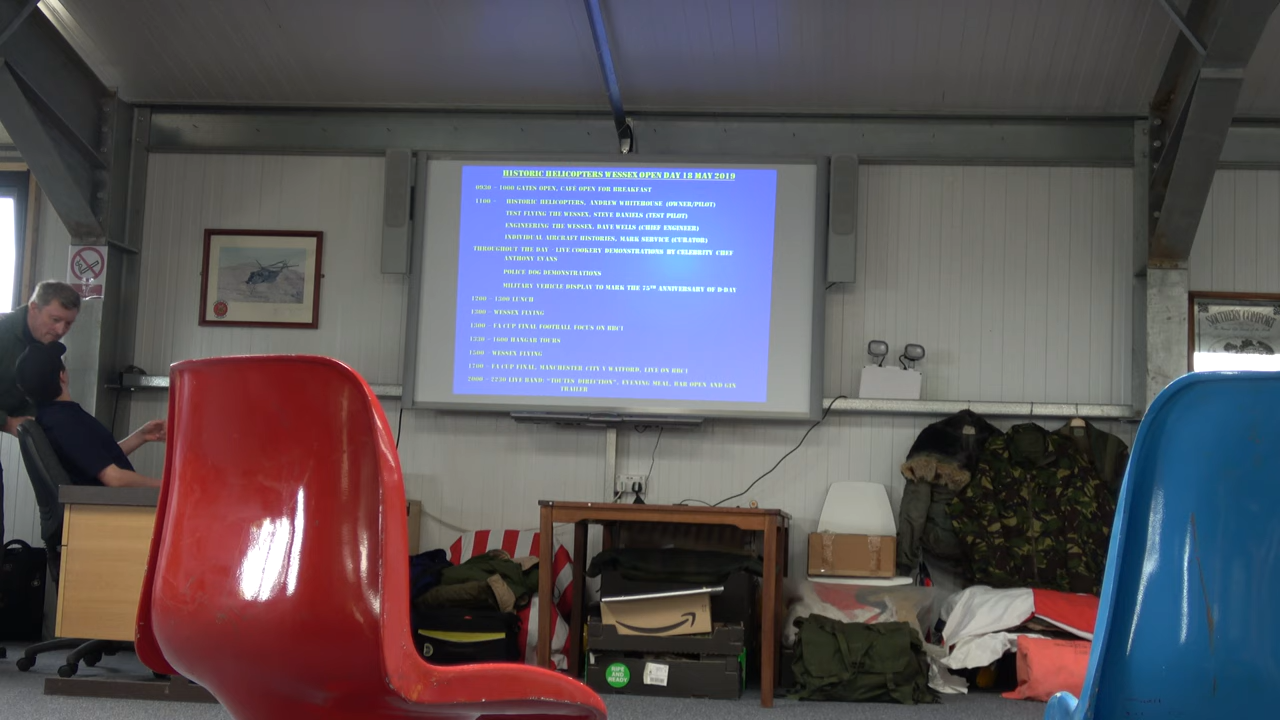 HISTORIC HELICOPTERS WESSEX OPEN DAY 18 MAY 2019
0930 - 1000 GATES OPEN, CAFE OPEN FOR BREAKFAST
1100 - HISTORIC HELICOPTERS, ANDREW WHITEHOUSE (OWNER/PILOT)
TEST FLYING THE WESSEX, STEVE DANIELS (TEST PILOT)
ENGINEERING THE WESSEX, DAVE WELLS (CHIEF ENGINEER)
INDIVIDUAL AIRCRAFT HISTORIES, MARK SERVICE (CURATOR)
THROUGHOUT THE DAY - LIVE COOKERY DEMONSTRATIONS BY CELEBRITY CHEF
ANTHONY EVANS
POLICE DOG DEMONSTRATIONS
MILITARY VEHICLE DISPLAY TO MARK THE 75ND ANNIVERSARY OF D-DAY
1200 - 1300 LUNCH
1300 - WESSEX FLYING
1300 - FA CUP FINAL FOOTBALL FOCUS ON BBC1
1330 - 1600 HANGAR TOURS
1500 - WESSEX FLYING
1700 - FA CUP FINAL, MANCHESTER CITY V WATFORD, LIVE ON BBC1
2000 - 2230 LIVE BAND: "TOUTES DIRECTION", EVENING MEAL, BAR OPEN AND GIN
TRAILER
SOUTHERN COMFORT
RIPE
AND
READY